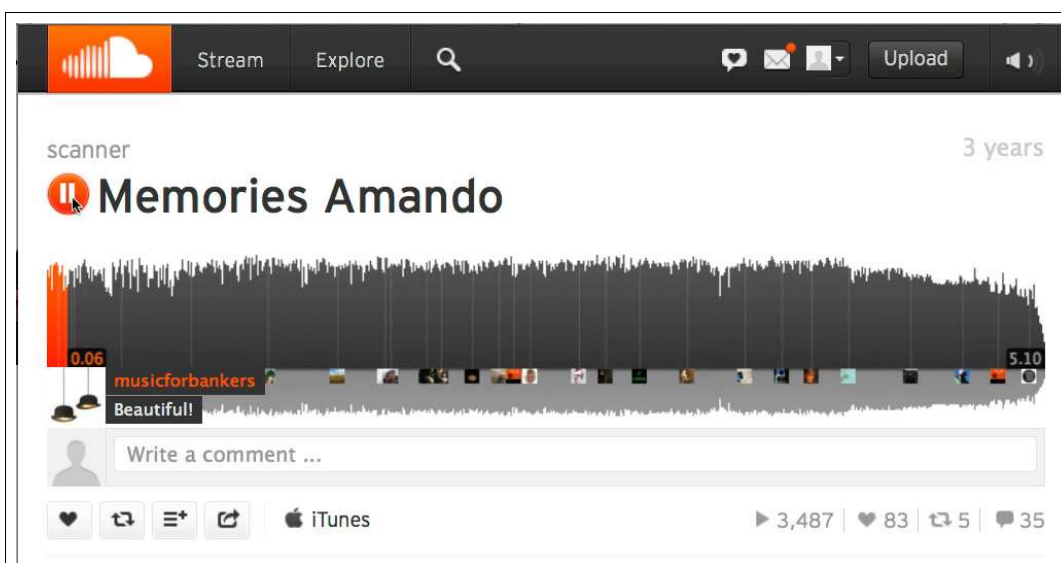 Stream Explore Upload
scanner 3 years
Memories Amando
0.06 5.10
musicforbankers
Beautiful!
Write a comment ...
iTunes 3,487 83 5 35